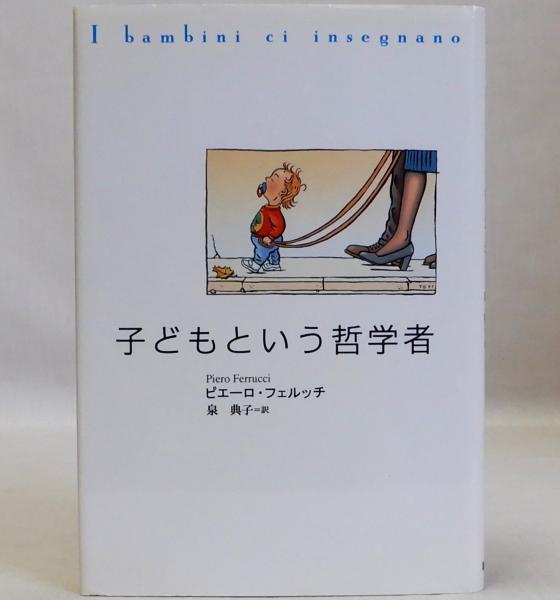 I bambini ci insegnano
子どもという哲学者
Piero Ferrucci
ピエーロ・フェルッチ
泉 典子=訳